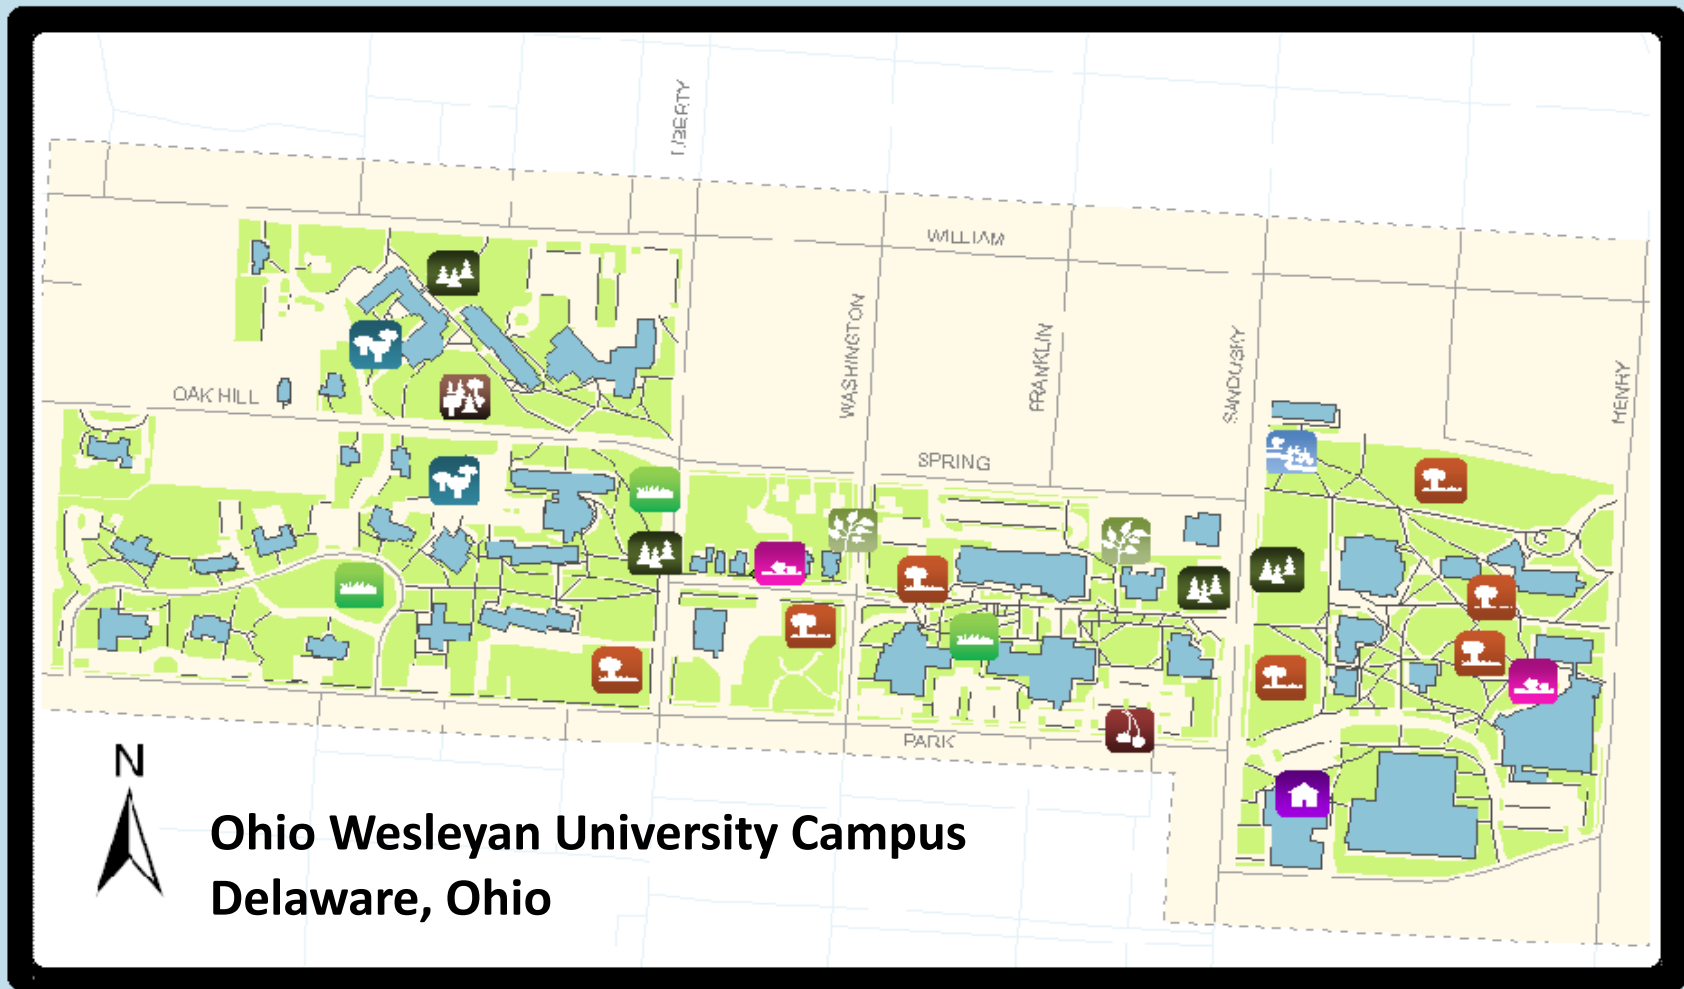 LIBERTY
WILLIAM
WASHINGTON
FRANKLIN
SANDUSKY
HENRY
OAK HILL
SPRING
PARK
N
Ohio Wesleyan University Campus
Delaware, Ohio